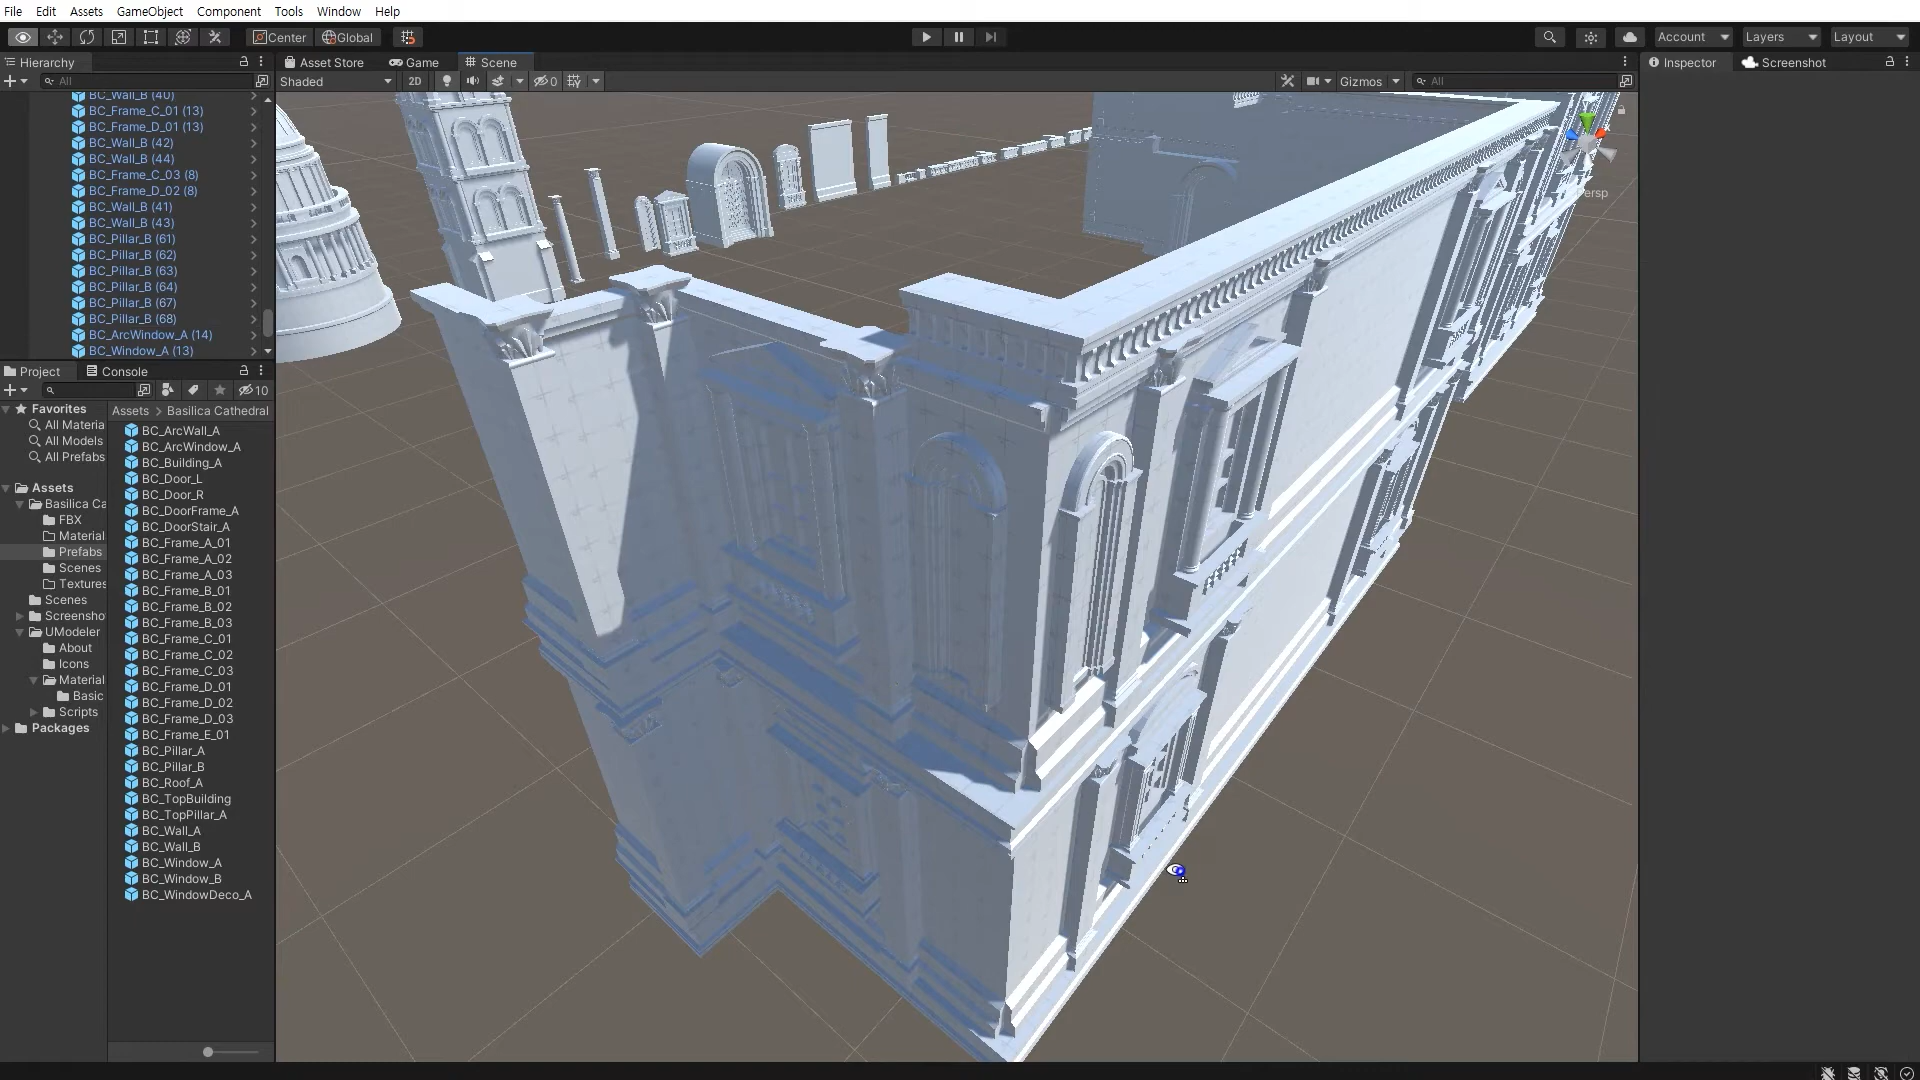 File Edit Assets GameObject Component Tools Window Help
Center Global Account Layers Layout
Hierarchy Asset Store Game Scene Inspector Screenshot
All Shaded 2D 0 Gizmos All
BC_Wall_B (40)
BC_Frame_C_01 (13)
BC_Frame_D_01 (13)
BC_Wall_B (42)
BC_Wall_B (44)
BC_Frame_C_03 (8)
BC_Frame_D_02 (8)
BC_Wall_B (41)
BC_Wall_B (43)
BC_Pillar_B (61)
BC_Pillar_B (62)
BC_Pillar_B (63)
BC_Pillar_B (64)
BC_Pillar_B (67)
BC_Pillar_B (68)
BC_ArcWindow_A (14)
BC_Window_A (13)
ersp
Project Console
10
Favorites
All Materia
All Models
All Prefabs
Assets
Basilica Ca
FBX
Material
Prefabs
Scenes
Textures
Scenes
Screensho
UModeler
About
Icons
Material
Basic
Scripts
Packages
Assets > Basilica Cathedral
BC_ArcWall_A
BC_ArcWindow_A
BC_Building_A
BC_Door_L
BC_Door_R
BC_DoorFrame_A
BC_DoorStair_A
BC_Frame_A_01
BC_Frame_A_02
BC_Frame_A_03
BC_Frame_B_01
BC_Frame_B_02
BC_Frame_B_03
BC_Frame_C_01
BC_Frame_C_02
BC_Frame_C_03
BC_Frame_D_01
BC_Frame_D_02
BC_Frame_D_03
BC_Frame_E_01
BC_Pillar_A
BC_Pillar_B
BC_Roof_A
BC_TopBuilding
BC_TopPillar_A
BC_Wall_A
BC_Wall_B
BC_Window_A
BC_Window_B
BC_WindowDeco_A